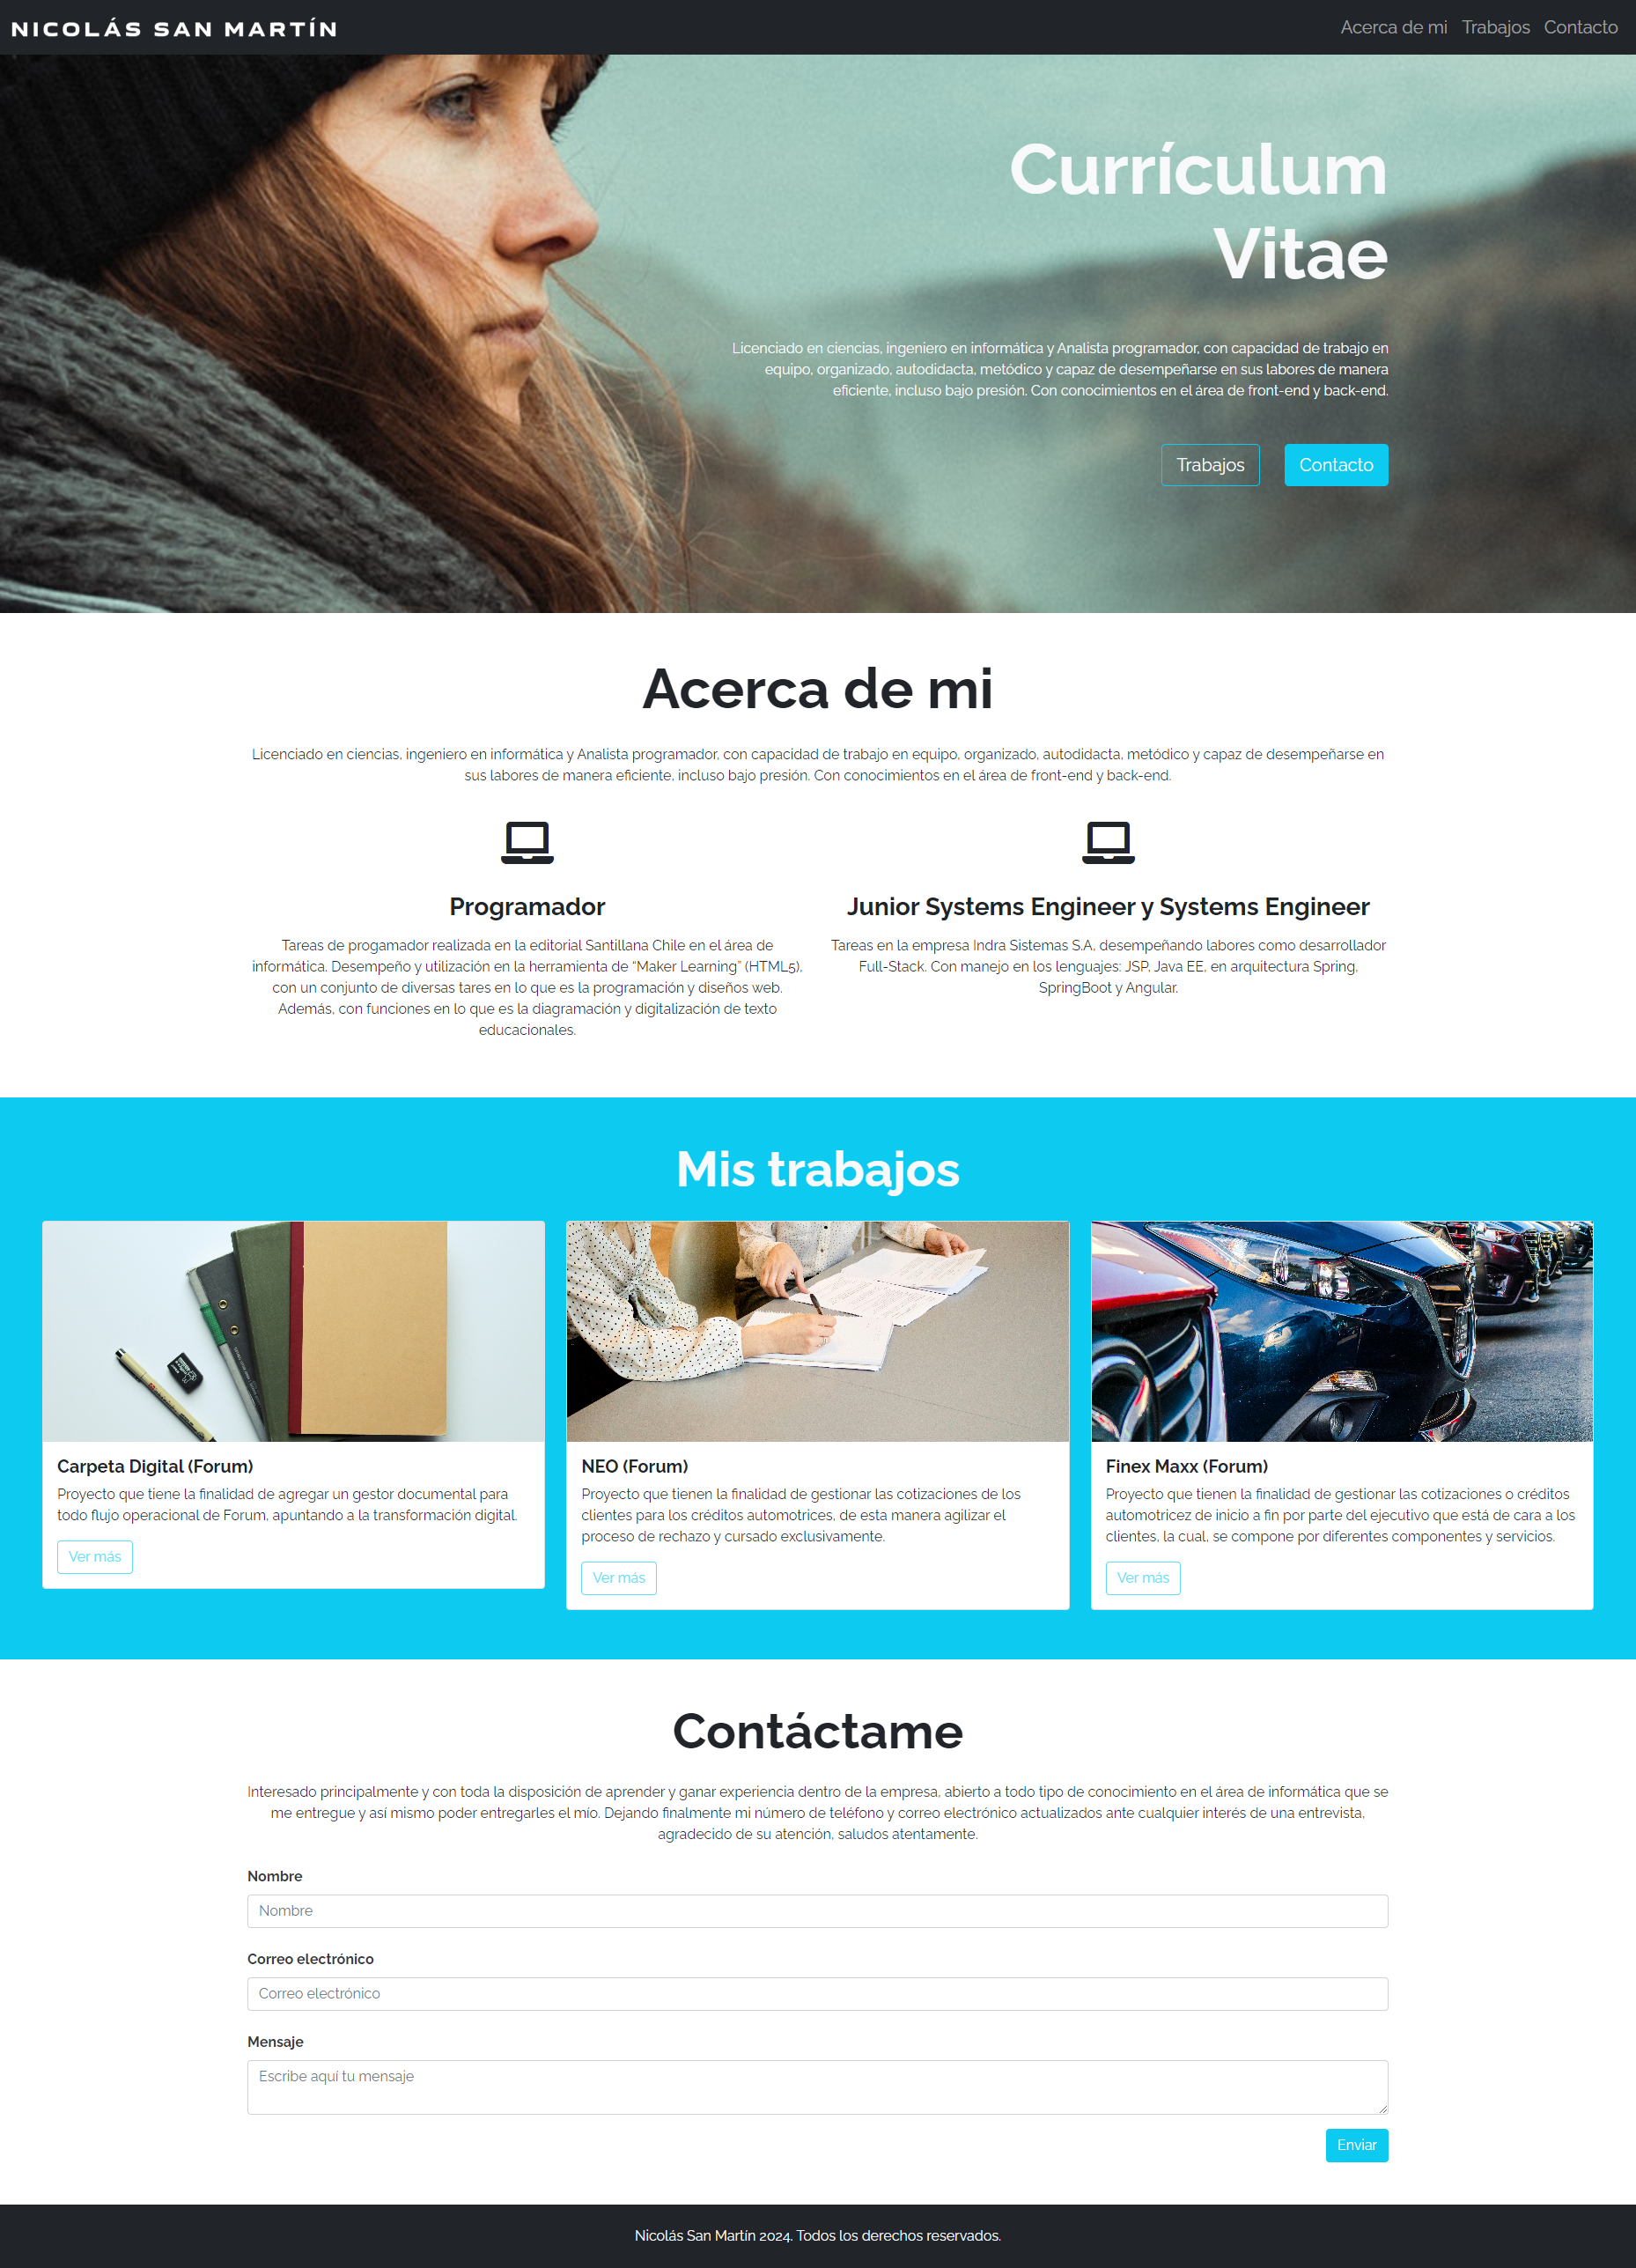 NICOLÁS SAN MARTÍN
Acerca de mi Trabajos Contacto
Currículum
Vitae
Licenciado en ciencias, ingeniero en informática y Analista programador, con capacidad de trabajo en
equipo, organizado, autodidacta, metódico y capaz de desempeñarse en sus labores de manera
eficiente, incluso bajo presión. Con conocimientos en el área de front-end y back-end.
Trabajos Contacto
Acerca de mi
Licenciado en ciencias, ingeniero en informática y Analista programador, con capacidad de trabajo en equipo, organizado, autodidacta, metódico y capaz de desempeñarse en
sus labores de manera eficiente, incluso bajo presión. Con conocimientos en el área de front-end y back-end.
Programador
Tareas de progamador realizada en la editorial Santillana Chile en el área de
informática. Desempeño y utilización en la herramienta de “Maker Learning” (HTML5),
con un conjunto de diversas tares en lo que es la programación y diseños web.
Además, con funciones en lo que es la diagramación y digitalización de texto
educacionales.
Junior Systems Engineer y Systems Engineer
Tareas en la empresa Indra Sistemas S.A. desempeñando labores como desarrollador
Full-Stack. Con manejo en los lenguajes: JSP, Java EE, en arquitectura Spring,
SpringBoot y Angular.
Mis trabajos
Carpeta Digital (Forum)
Proyecto que tiene la finalidad de agregar un gestor documental para
todo flujo operacional de Forum, apuntando a la transformación digital.
Ver más
NEO (Forum)
Proyecto que tienen la finalidad de gestionar las cotizaciones de los
clientes para los créditos automotrices, de esta manera agilizar el
proceso de rechazo y cursado exclusivamente.
Ver más
Finex Maxx (Forum)
Proyecto que tienen la finalidad de gestionar las cotizaciones o créditos
automotricez de inicio a fin por parte del ejecutivo que está de cara a los
clientes, la cual, se compone por diferentes componentes y servicios.
Ver más
Contáctame
Interesado principalmente y con toda la disposición de aprender y ganar experiencia dentro de la empresa, abierto a todo tipo de conocimiento en el área de informática que se
me entregue y así mismo poder entregarles el mío. Dejando finalmente mi número de teléfono y correo electrónico actualizados ante cualquier interés de una entrevista,
agradecido de su atención, saludos atentamente.
Nombre
Nombre
Correo electrónico
Correo electrónico
Mensaje
Escribe aquí tu mensaje
Enviar
Nicolás San Martín 2024. Todos los derechos reservados.